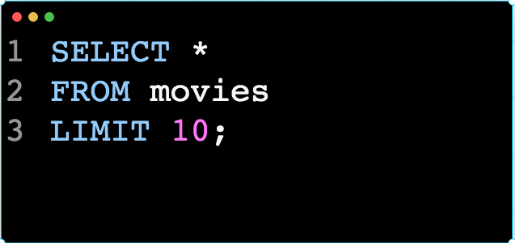 1 SELECT *
2 FROM movies
3 LIMIT 10;